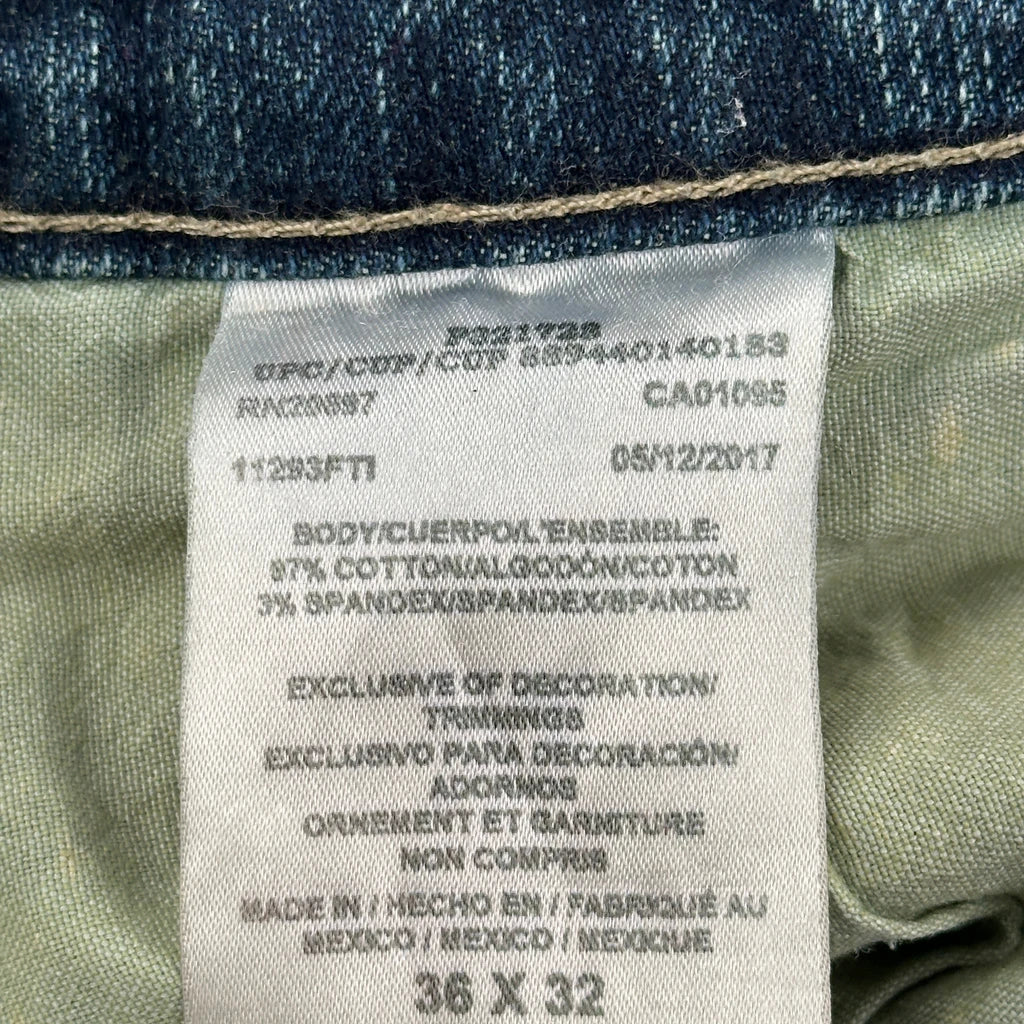 P321728
UPC/CUP/CUP 889440140183
RN20697 CA01095
11293FTI 05/12/2017
BODY/CUERPO/L'ENSEMBLE:
97% COTTON/ALGODÓN/COTON
3% SPANDEX/SPANDEX/SPANDEX
EXCLUSIVE OF DECORATION/
TRIMMINGS
EXCLUSIVO PARA DECORACIÓN/
ADORNOS
ORNEMENT ET GARNITURE
NON COMPRIS
MADE IN / HECHO EN / FABRIQUÉ AU
MEXICO / MEXICO / MEXIQUE
36 X 32